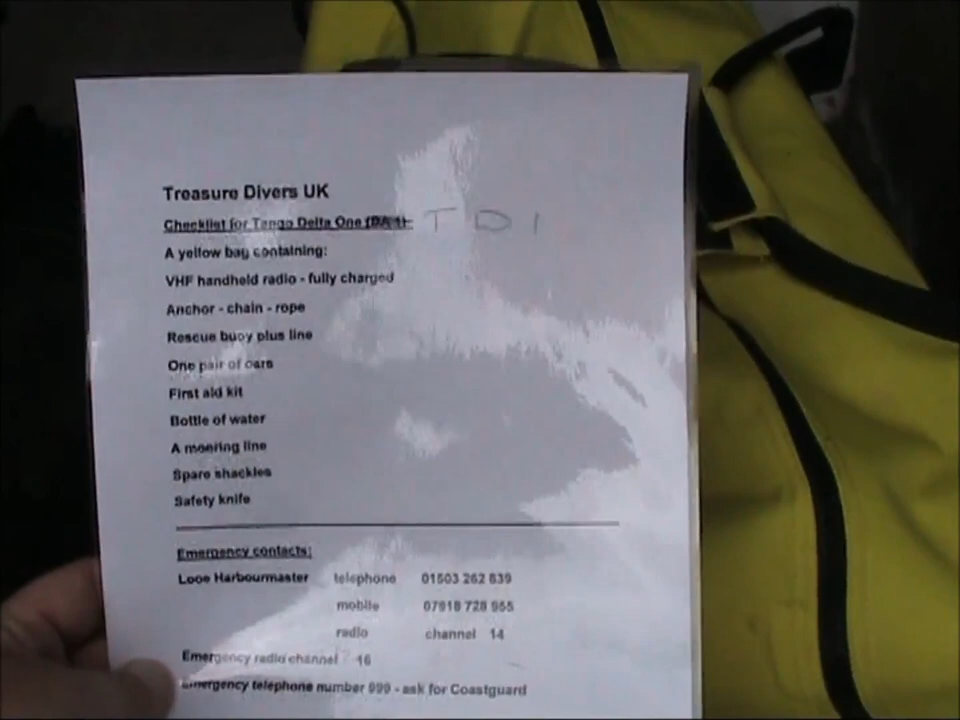 Treasure Divers UK
Checklist for Tango Delta One (DA 1): TD1
A yellow bag containing:
VHF handheld radio - fully charged
Anchor - chain - rope
Rescue buoy plus line
One pair of oars
First aid kit
Bottle of water
A mooring line
Spare shackles
Safety knife
Emergency contacts:
Looe Harbourmaster telephone 01503 262 839
mobile 07918 728 955
radio channel 14
Emergency radio channel 16
Emergency telephone number 999 - ask for Coastguard